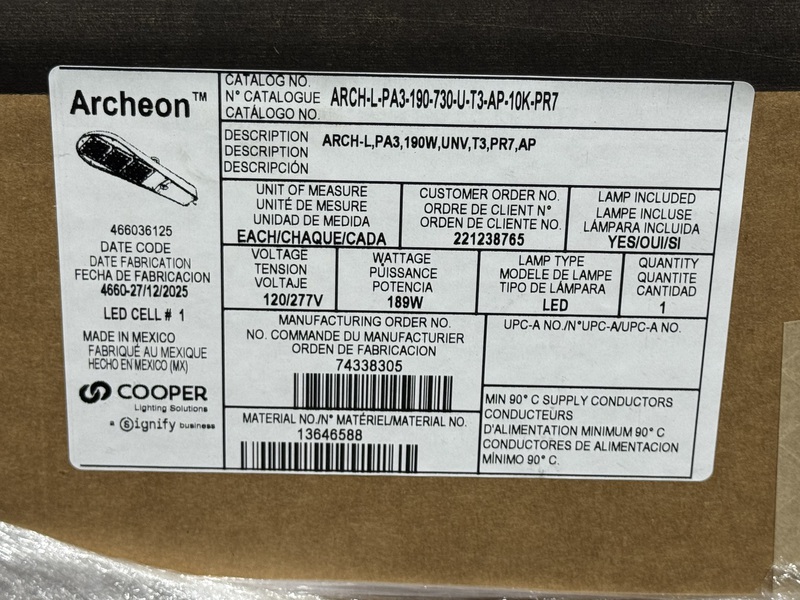 Archeon™
466036125
DATE CODE
DATE FABRICATION
FECHA DE FABRICACION
4660-27/12/2025
LED CELL # 1
MADE IN MEXICO
FABRIQUÉ AU MEXIQUE
HECHO EN MEXICO (MX)
COOPER
Lighting Solutions
a Signify business
CATALOG NO.
N° CATALOGUE
CATÁLOGO NO.
ARCH-L-PA3-190-730-U-T3-AP-10K-PR7
DESCRIPTION
DESCRIPTION
DESCRIPCIÓN
ARCH-L,PA3,190W,UNV,T3,PR7,AP
UNIT OF MEASURE
UNITÉ DE MESURE
UNIDAD DE MEDIDA
EACH/CHAQUE/CADA
CUSTOMER ORDER NO.
ORDRE DE CLIENT N°
ORDEN DE CLIENTE NO.
221238765
LAMP INCLUDED
LAMPE INCLUSE
LÁMPARA INCLUIDA
YES/OUI/SI
VOLTAGE
TENSION
VOLTAJE
120/277V
WATTAGE
PUISSANCE
POTENCIA
189W
LAMP TYPE
MODELE DE LAMPE
TIPO DE LÁMPARA
LED
QUANTITY
QUANTITE
CANTIDAD
1
MANUFACTURING ORDER NO.
NO. COMMANDE DU MANUFACTURIER
ORDEN DE FABRICACION
74338305
UPC-A NO./N°UPC-A/UPC-A NO.
MATERIAL NO./N° MATÉRIEL/MATERIAL NO.
13646588
MIN 90° C SUPPLY CONDUCTORS
CONDUCTEURS
D'ALIMENTATION MINIMUM 90° C
CONDUCTORES DE ALIMENTACION
MÍNIMO 90° C.